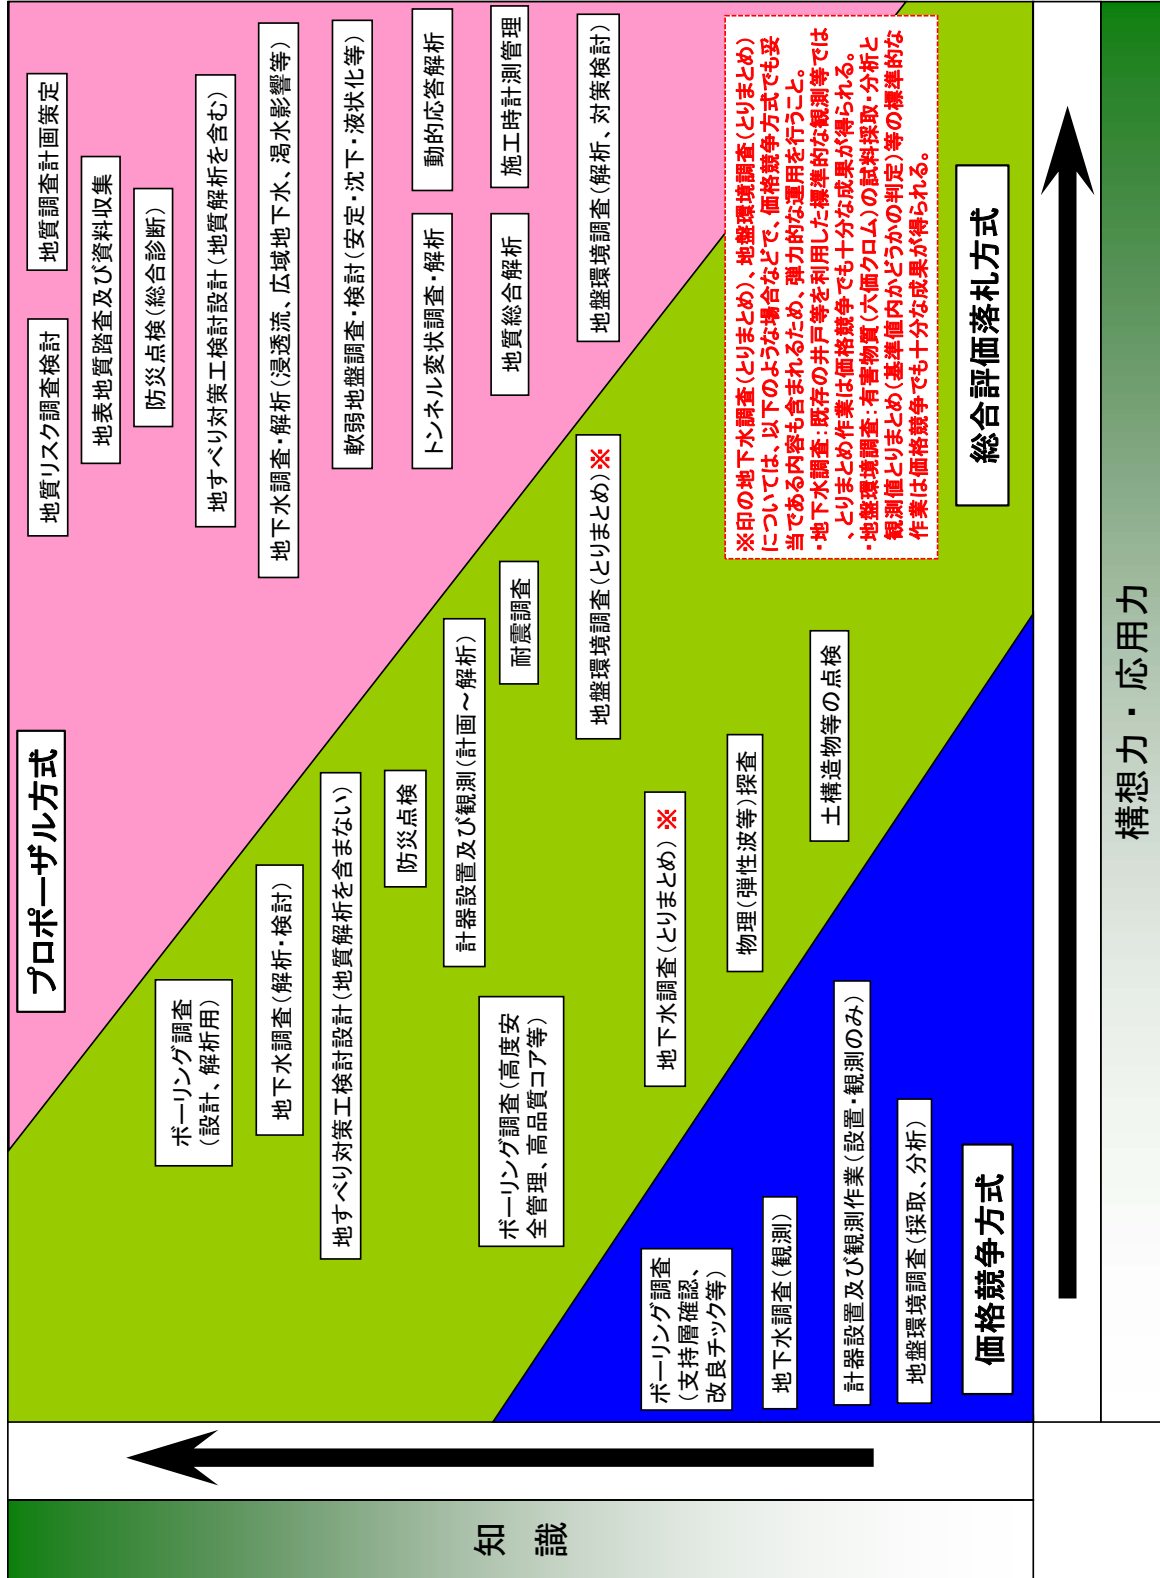 プロポーザル方式
地質リスク調査検討
地質調査計画策定
地表地質踏査及び資料収集
防災点検(総合診断)
ボーリング調査
(設計、解析用)
地すべり対策工検討設計(地質解析を含む)
地下水調査(解析・検討)
地下水調査・解析(浸透流、広域地下水、渇水影響等)
地すべり対策工検討設計(地質解析を含まない)
軟弱地盤調査・検討(安定・沈下・液状化等)
防災点検
トンネル変状調査・解析
動的応答解析
計器設置及び観測(計画～解析)
ボーリング調査(高度安
全管理、高品質コア等)
耐震調査
地質総合解析
施工時計測管理
地盤環境調査(とりまとめ)※
地盤環境調査(解析、対策検討)
ボーリング調査
(支持層確認、
改良チック等)
地下水調査(とりまとめ)※
地下水調査(観測)
物理(弾性波等)探査
※印の地下水調査(とりまとめ)、地盤環境調査(とりまとめ)
については、以下のような場合などで、価格競争方式でも妥
当である内容も含まれるため、弾力的な運用を行うこと。
・地下水調査:既存の井戸等を利用した標準的な観測等では
、とりまとめ作業は価格競争でも十分な成果が得られる。
・地盤環境調査:有害物質(六価クロム)の試料採取・分析と
観測値とりまとめ(基準値内かどうかの判定)等の標準的な
作業は価格競争でも十分な成果が得られる。
計器設置及び観測作業(設置・観測のみ)
土構造物等の点検
地盤環境調査(採取、分析)
価格競争方式
総合評価落札方式
知
識
構想力・応用力